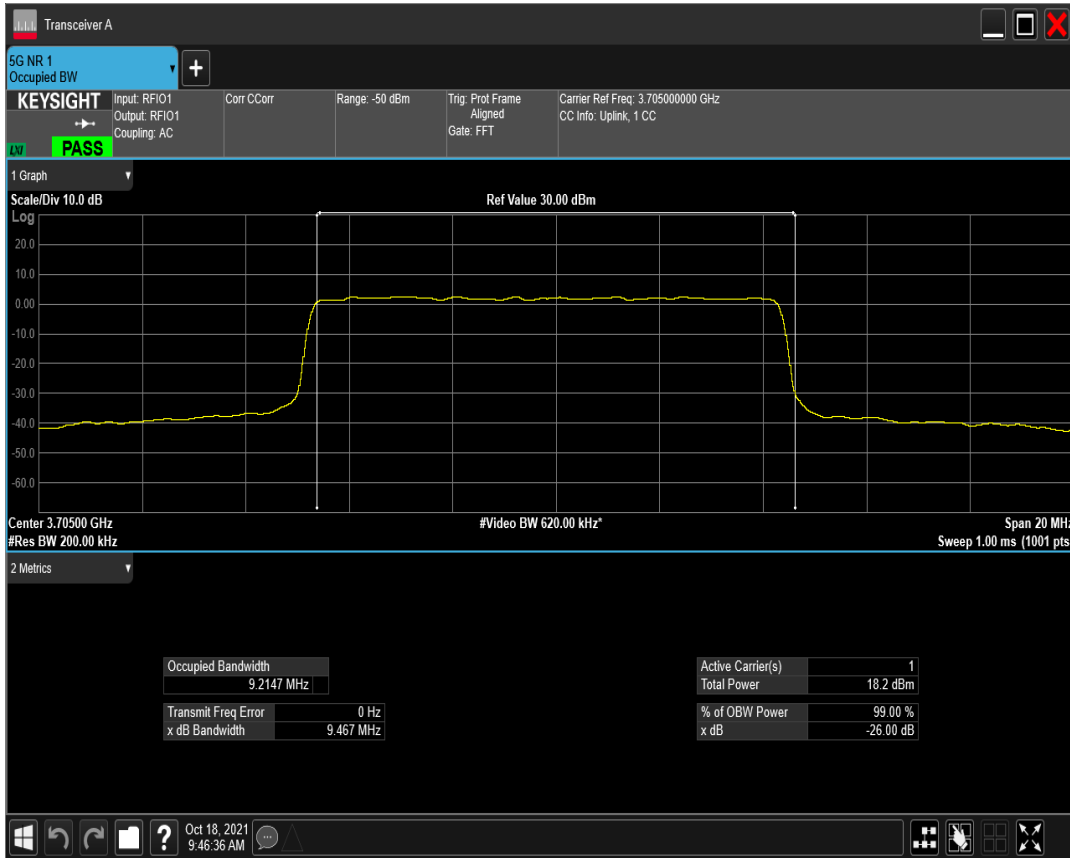 Transceiver A
5G NR 1
Occupied BW
KEYSIGHT
LXI
PASS
Input: RFIO1
Output: RFIO1
Coupling: AC
Corr CCorr
Range: -50 dBm
Trig: Prot Frame
Aligned
Gate: FFT
Carrier Ref Freq: 3.705000000 GHz
CC Info: Uplink, 1 CC
1 Graph
Scale/Div 10.0 dB
Ref Value 30.00 dBm
Log
20.0
10.0
0.00
-10.0
-20.0
-30.0
-40.0
-50.0
-60.0
Center 3.70500 GHz
#Video BW 620.00 kHz*
Span 20 MHz
#Res BW 200.00 kHz
Sweep 1.00 ms (1001 pts
2 Metrics
Occupied Bandwidth
9.2147 MHz
Transmit Freq Error 0 Hz
x dB Bandwidth 9.467 MHz
Active Carrier(s) 1
Total Power 18.2 dBm
% of OBW Power 99.00 %
x dB -26.00 dB
?
Oct 18, 2021
9:46:36 AM